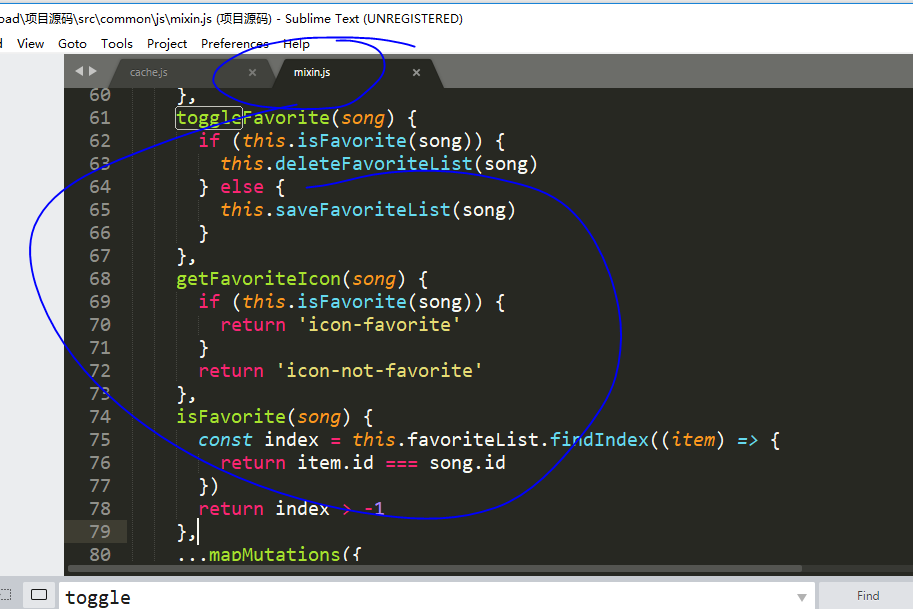 oad\项目源码\src\common\js\mixin.js (项目源码) - Sublime Text (UNREGISTERED)
View Goto Tools Project Preferences Help
cache.js × mixin.js ×
60 },
61 toggleFavorite(song) {
62 if (this.isFavorite(song)) {
63 this.deleteFavoriteList(song)
64 } else {
65 this.saveFavoriteList(song)
66 }
67 },
68 getFavoriteIcon(song) {
69 if (this.isFavorite(song)) {
70 return 'icon-favorite'
71 }
72 return 'icon-not-favorite'
73 },
74 isFavorite(song) {
75 const index = this.favoriteList.findIndex((item) => {
76 return item.id === song.id
77 })
78 return index > -1
79 },
80 ...mapMutations({
toggle Find